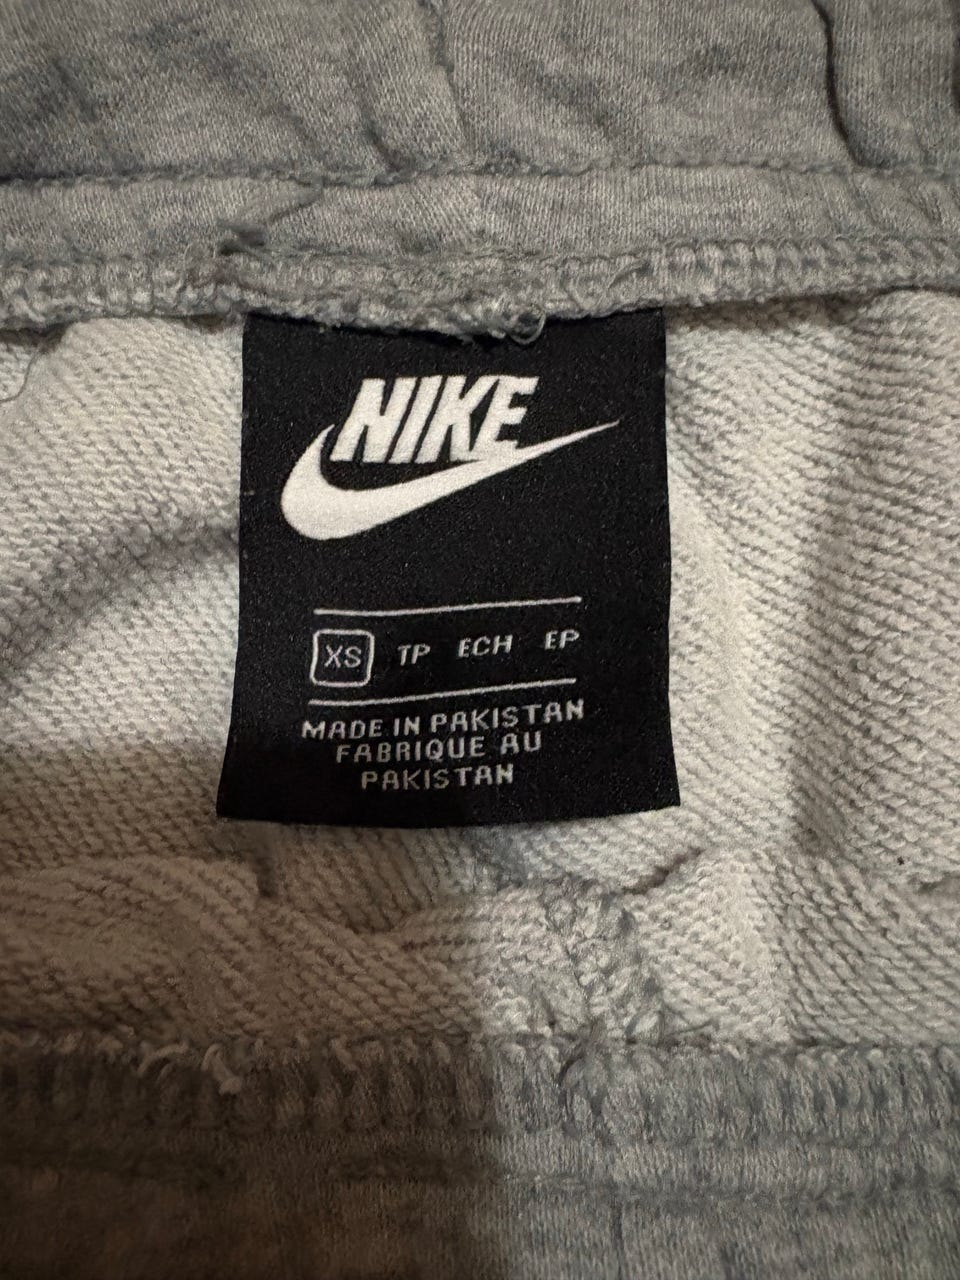 NIKE
XS TP ECH EP
MADE IN PAKISTAN
FABRIQUE AU
PAKISTAN